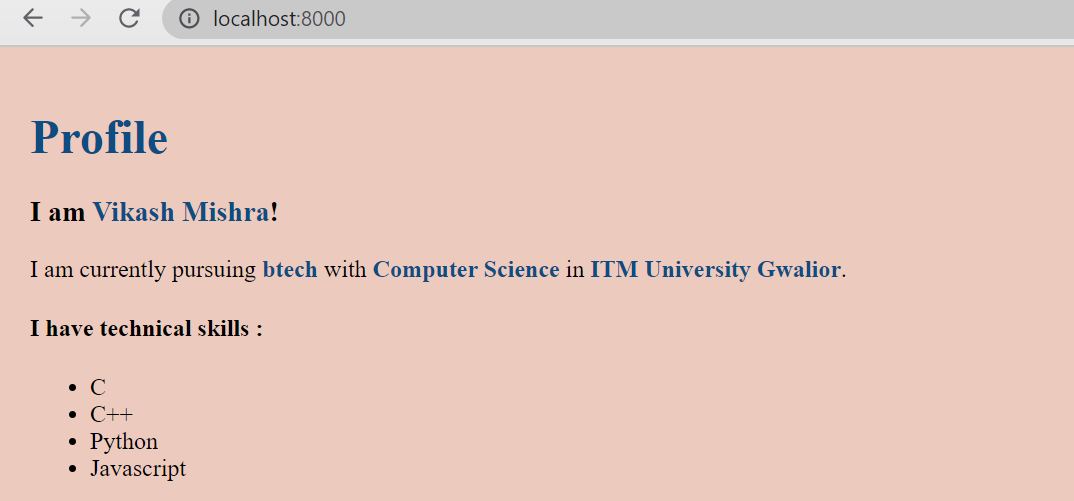 localhost:8000
Profile
I am Vikash Mishra!
I am currently pursuing btech with Computer Science in ITM University Gwalior.
I have technical skills :
• C
• C++
• Python
• Javascript